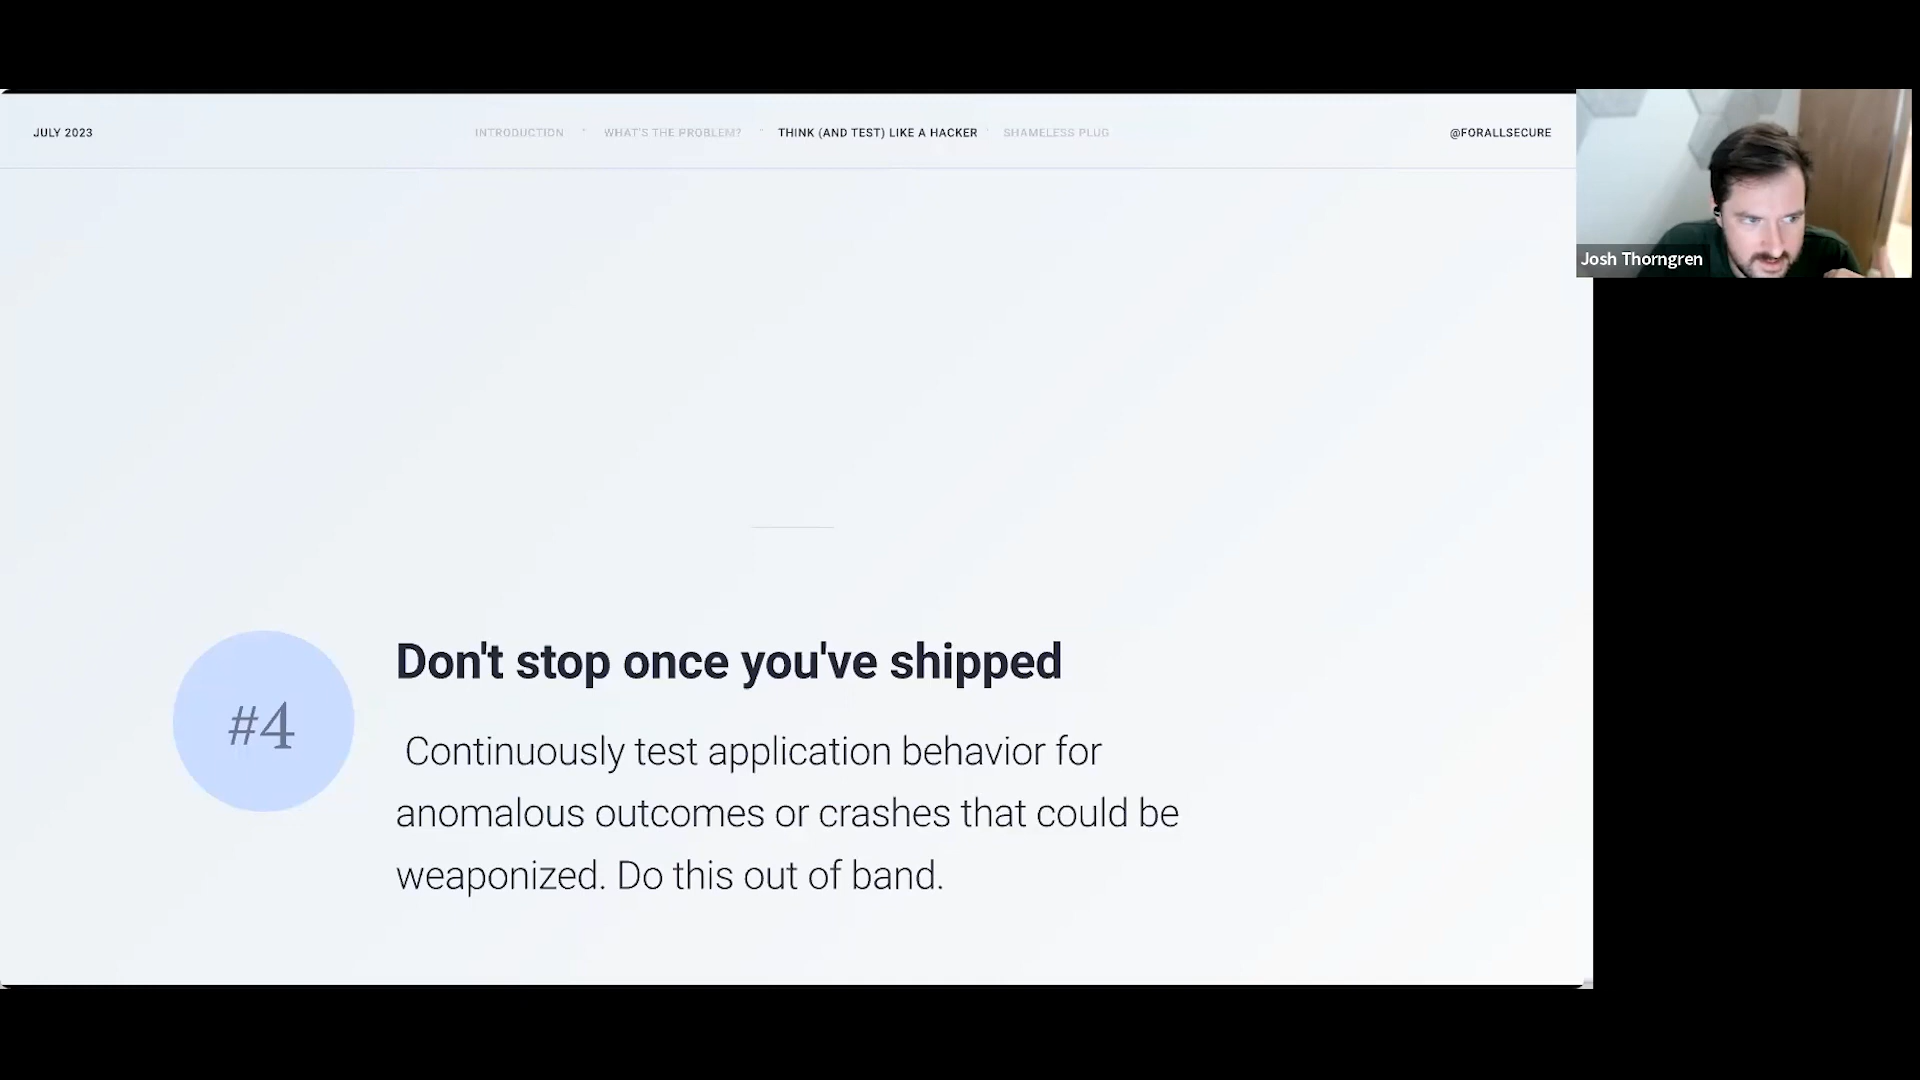 JULY 2023
INTRODUCTION
WHAT'S THE PROBLEM?
THINK (AND TEST) LIKE A HACKER
SHAMELESS PLUG
@FORALLSECURE
Josh Thorngren
#4
Don't stop once you've shipped
Continuously test application behavior for
anomalous outcomes or crashes that could be
weaponized. Do this out of band.